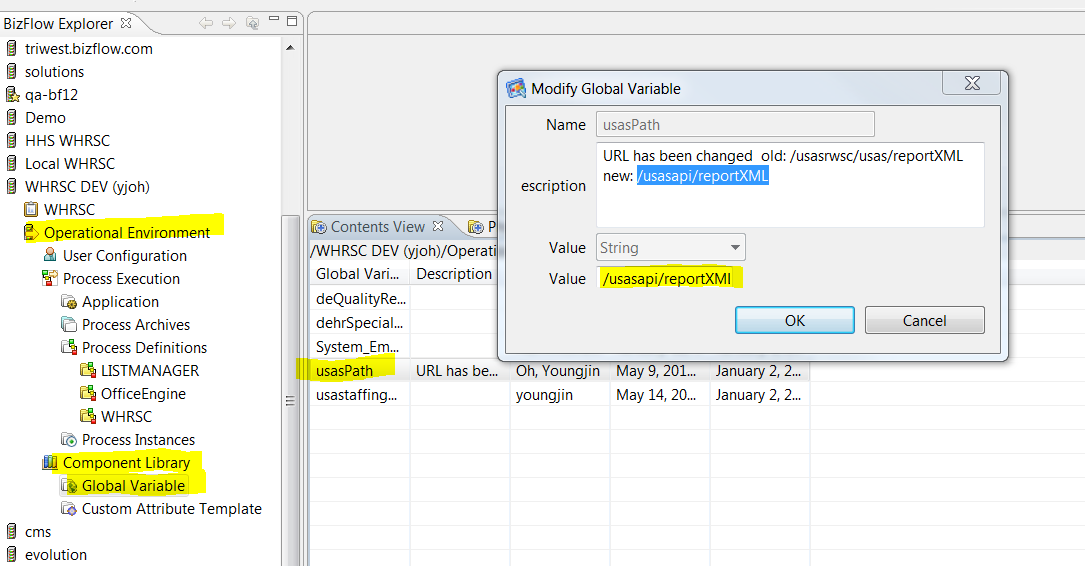 BizFlow Explorer
triwest.bizflow.com
solutions
qa-bf12
Demo
HHS WHRSC
Local WHRSC
WHRSC DEV (yjoh)
WHRSC
Operational Environment
User Configuration
Process Execution
Application
Process Archives
Process Definitions
LISTMANAGER
OfficeEngine
WHRSC
Process Instances
Component Library
Global Variable
Custom Attribute Template
cms
evolution
Modify Global Variable
Name usasPath
escription
URL has been changed old: /usasrwsc/usas/reportXML
new: /usasapi/reportXML
Value String
Value /usasapi/reportXML
OK Cancel
Contents View P
/WHRSC DEV (yjoh)/Operati
Global Vari... Description
deQualityRe...
dehrSpecial...
System_Em...
usasPath URL has be... Oh, Youngjin May 9, 201... January 2, 2...
usastaffing... youngjin May 14, 20... January 2, 2...